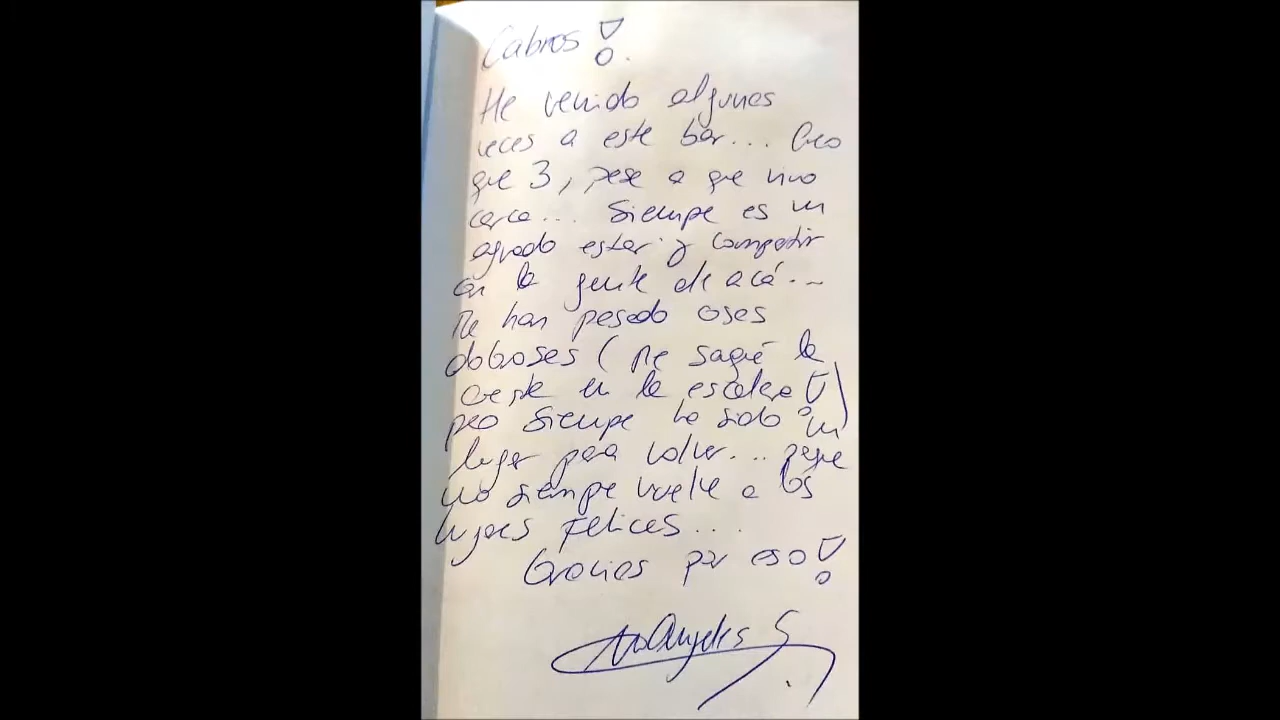 Cabros!
He venido algunas
veces a este bar... Creo
que 3, pese a que vivo
cerca... Siempre es un
agrado estar y compartir
con la gente de acá...
Me han pasado cosas
dolorosas (me saqué la
cresta en la escalera!)
pero siempre ha sido un
lugar para volver... porque
uno siempre vuelve a los
lugares felices...
Gracias por eso!
Angeles S